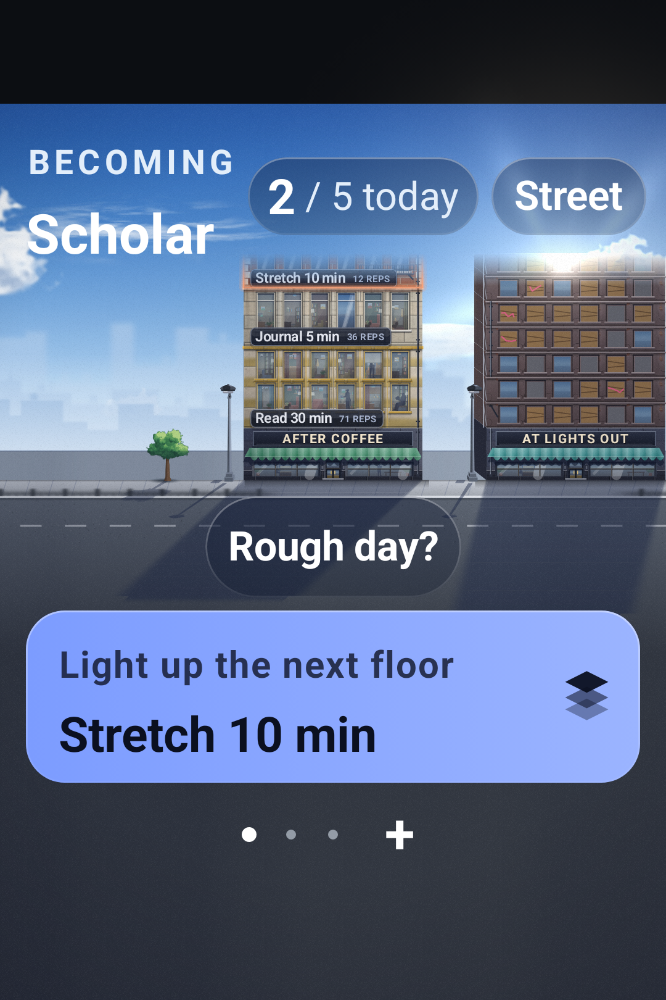 BECOMING
Scholar
2 / 5 today
Street
Stretch 10 min 12 REPS
Journal 5 min 36 REPS
Read 30 min 71 REPS
AFTER COFFEE
AT LIGHTS OUT
Rough day?
Light up the next floor
Stretch 10 min
+